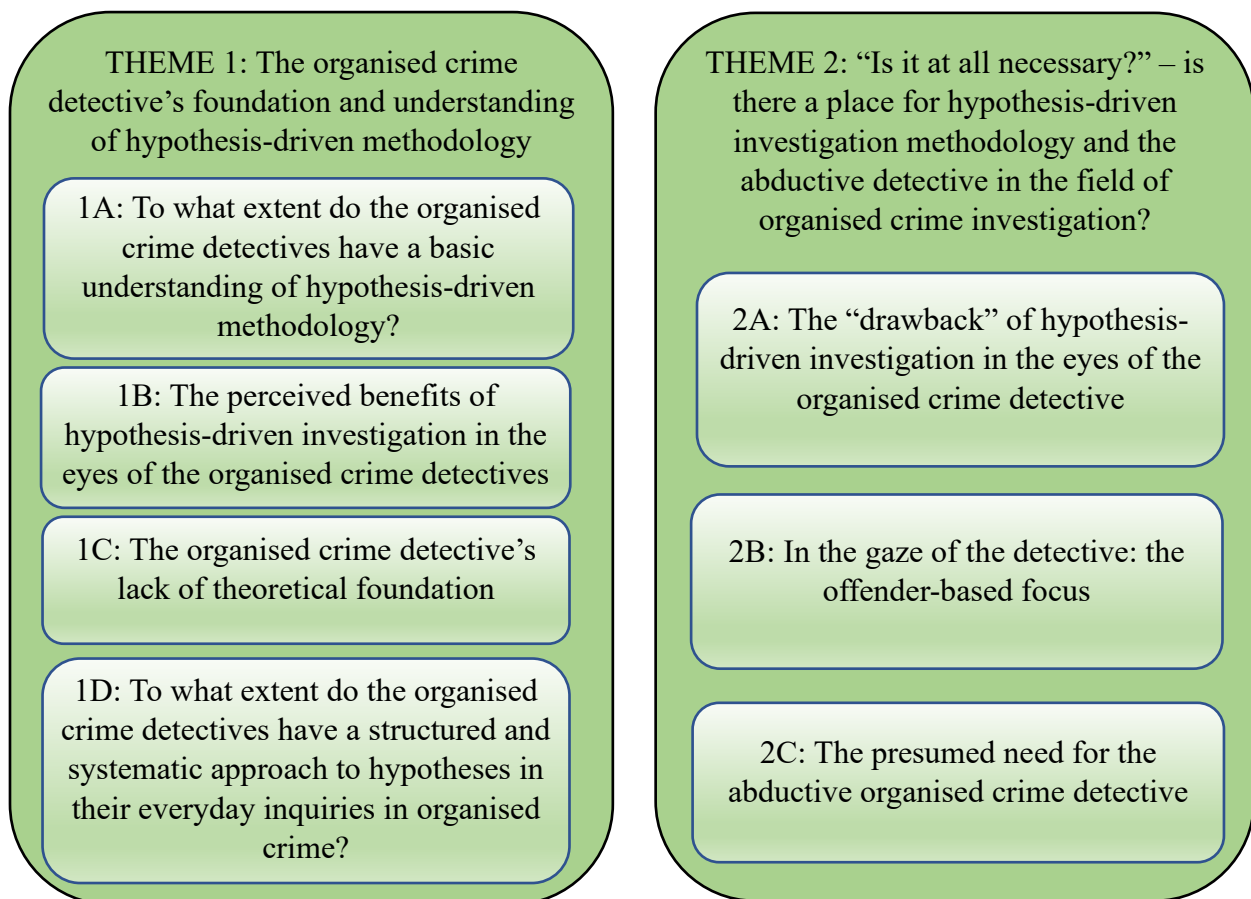 THEME 1: The organised crime
detective’s foundation and understanding
of hypothesis-driven methodology
1A: To what extent do the organised
crime detectives have a basic
understanding of hypothesis-driven
methodology?
1B: The perceived benefits of
hypothesis-driven investigation in the
eyes of the organised crime detectives
1C: The organised crime detective’s
lack of theoretical foundation
1D: To what extent do the organised
crime detectives have a structured and
systematic approach to hypotheses in
their everyday inquiries in organised
crime?
THEME 2: “Is it at all necessary?” – is
there a place for hypothesis-driven
investigation methodology and the
abductive detective in the field of
organised crime investigation?
2A: The “drawback” of hypothesis-
driven investigation in the eyes of the
organised crime detective
2B: In the gaze of the detective: the
offender-based focus
2C: The presumed need for the
abductive organised crime detective